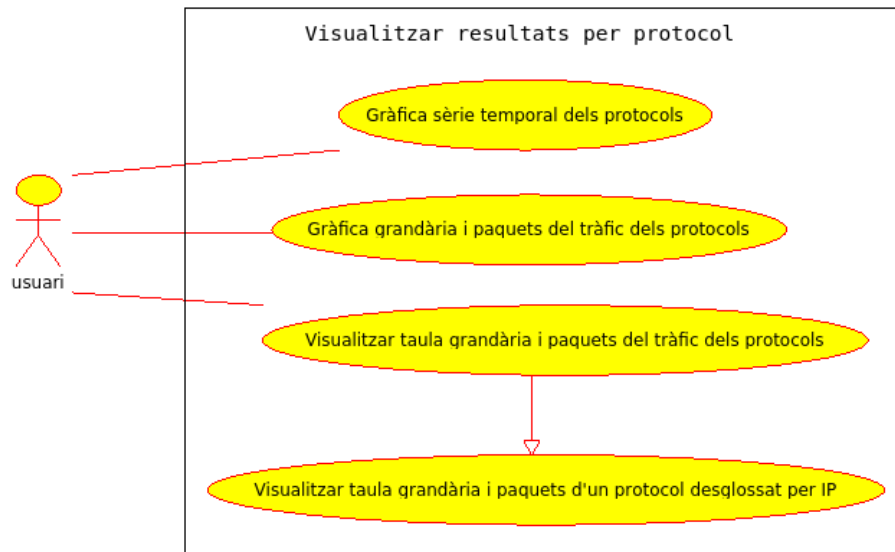 Visualitzar resultats per protocol
Gràfica sèrie temporal dels protocols
Gràfica grandària i paquets del tràfic dels protocols
usuari
Visualitzar taula grandària i paquets del tràfic dels protocols
Visualitzar taula grandària i paquets d'un protocol desglossat per IP